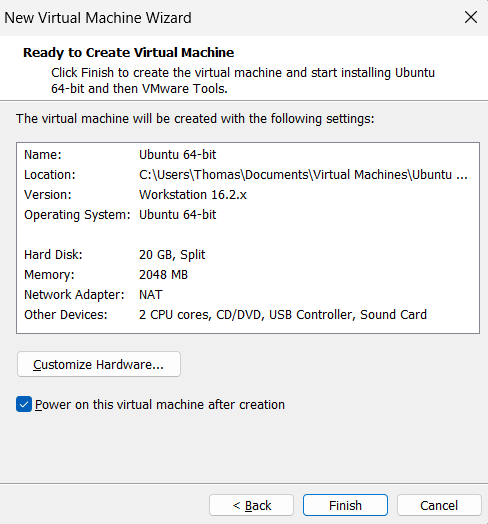 New Virtual Machine Wizard
Ready to Create Virtual Machine
Click Finish to create the virtual machine and start installing Ubuntu
64-bit and then VMware Tools.
The virtual machine will be created with the following settings:
Name: Ubuntu 64-bit
Location: C:\Users\Thomas\Documents\Virtual Machines\Ubuntu ...
Version: Workstation 16.2.x
Operating System: Ubuntu 64-bit
Hard Disk: 20 GB, Split
Memory: 2048 MB
Network Adapter: NAT
Other Devices: 2 CPU cores, CD/DVD, USB Controller, Sound Card
Customize Hardware...
Power on this virtual machine after creation
< Back Finish Cancel